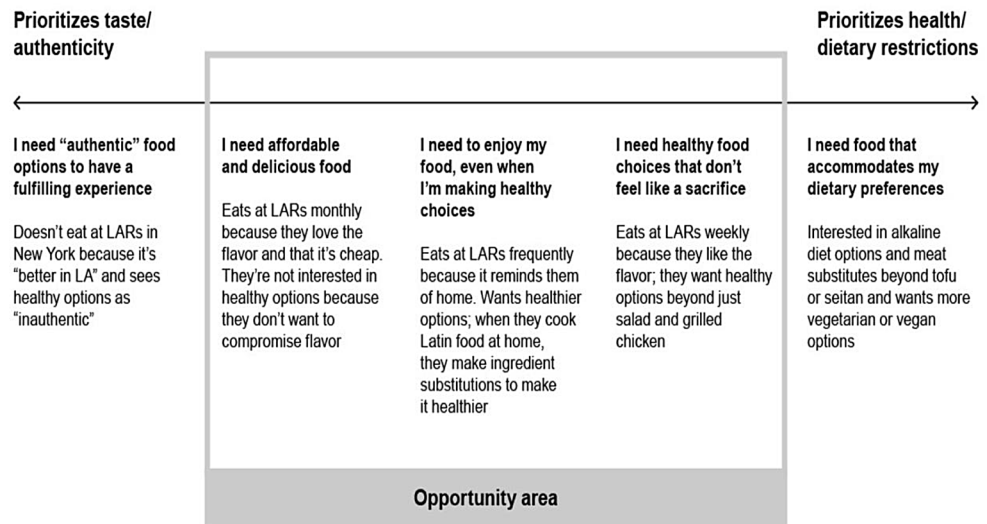 Prioritizes taste/
authenticity
Prioritizes health/
dietary restrictions
I need “authentic” food
options to have a
fulfilling experience
Doesn’t eat at LARs in
New York because it’s
“better in LA” and sees
healthy options as
“inauthentic”
I need affordable
and delicious food
Eats at LARs monthly
because they love the
flavor and that it’s cheap.
They’re not interested in
healthy options because
they don’t want to
compromise flavor
I need to enjoy my
food, even when
I’m making healthy
choices
Eats at LARs frequently
because it reminds them
of home. Wants healthier
options; when they cook
Latin food at home,
they make ingredient
substitutions to make
it healthier
I need healthy food
choices that don’t
feel like a sacrifice
Eats at LARs weekly
because they like the
flavor; they want healthy
options beyond just
salad and grilled
chicken
I need food that
accommodates my
dietary preferences
Interested in alkaline
diet options and meat
substitutes beyond tofu
or seitan and wants more
vegetarian or vegan
options
Opportunity area